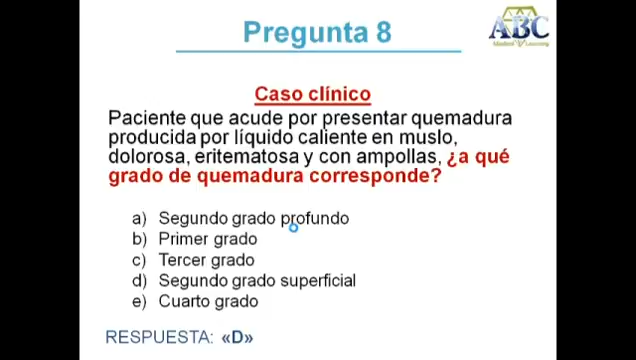 Pregunta 8
ABC
Medical Learning
Caso clínico
Paciente que acude por presentar quemadura
producida por líquido caliente en muslo,
dolorosa, eritematosa y con ampollas, ¿a qué
grado de quemadura corresponde?
a) Segundo grado profundo
b) Primer grado
c) Tercer grado
d) Segundo grado superficial
e) Cuarto grado
RESPUESTA: «D»